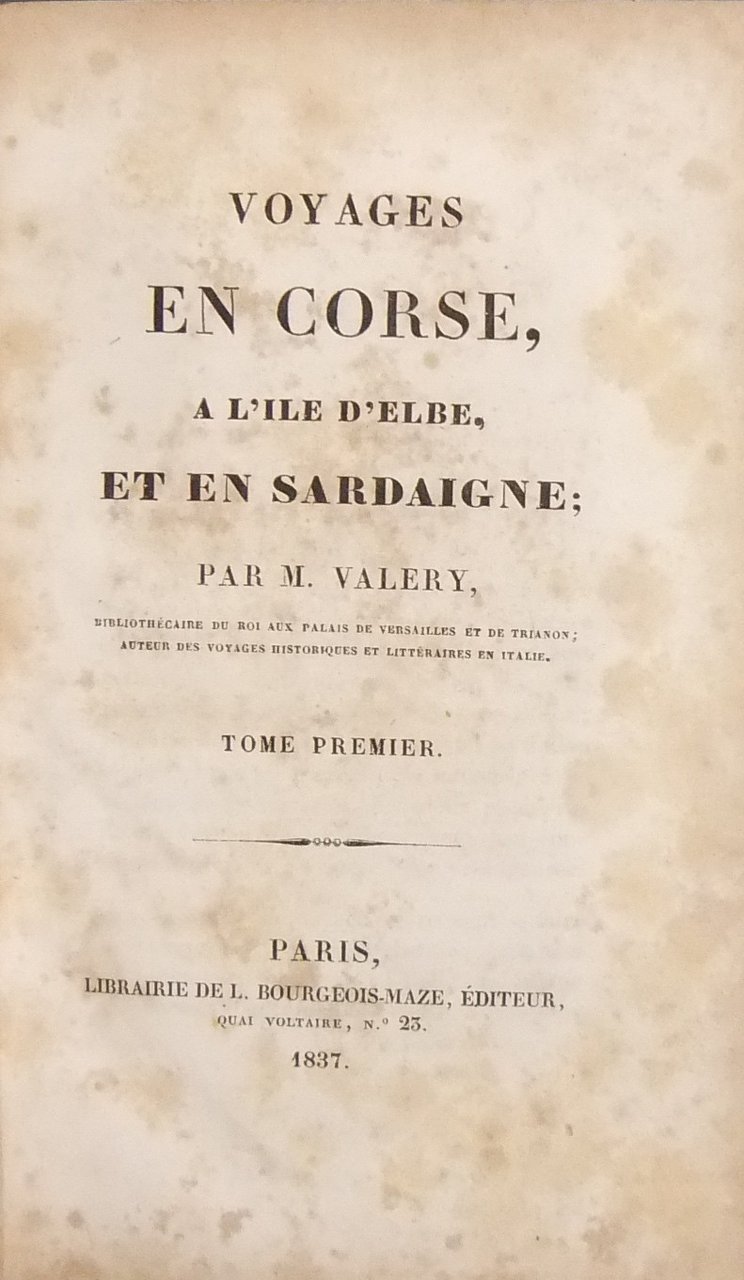 VOYAGES
EN CORSE,
A L'ILE D'ELBE,
ET EN SARDAIGNE;
PAR M. VALERY,
BIBLIOTHÉCAIRE DU ROI AUX PALAIS DE VERSAILLES ET DE TRIANON;
AUTEUR DES VOYAGES HISTORIQUES ET LITTÉRAIRES EN ITALIE.
TOME PREMIER.
PARIS,
LIBRAIRIE DE L. BOURGEOIS-MAZE, ÉDITEUR,
QUAI VOLTAIRE, N.º 23.
1837.